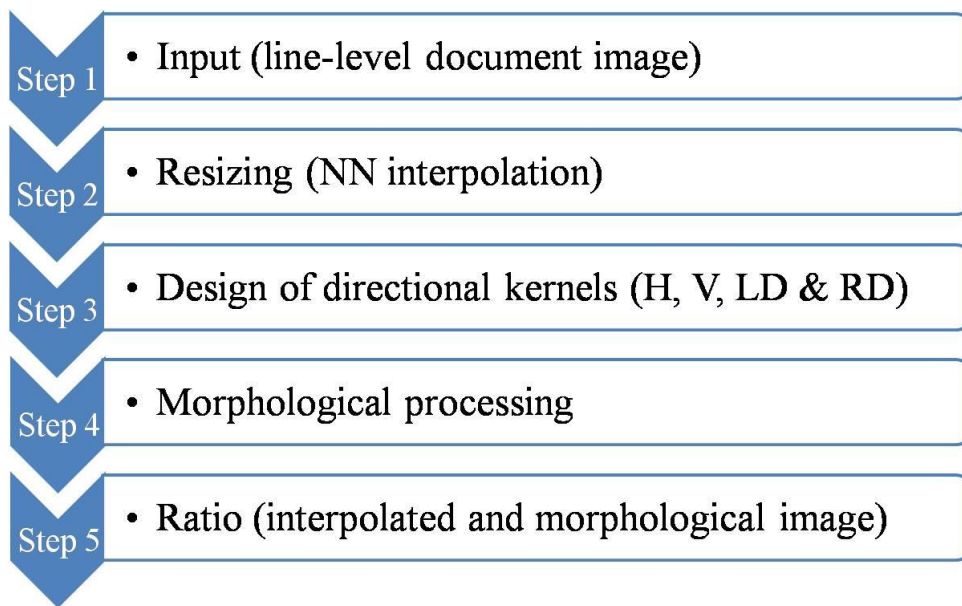 Step 1
• Input (line-level document image)
Step 2
• Resizing (NN interpolation)
Step 3
• Design of directional kernels (H, V, LD & RD)
Step 4
• Morphological processing
Step 5
• Ratio (interpolated and morphological image)